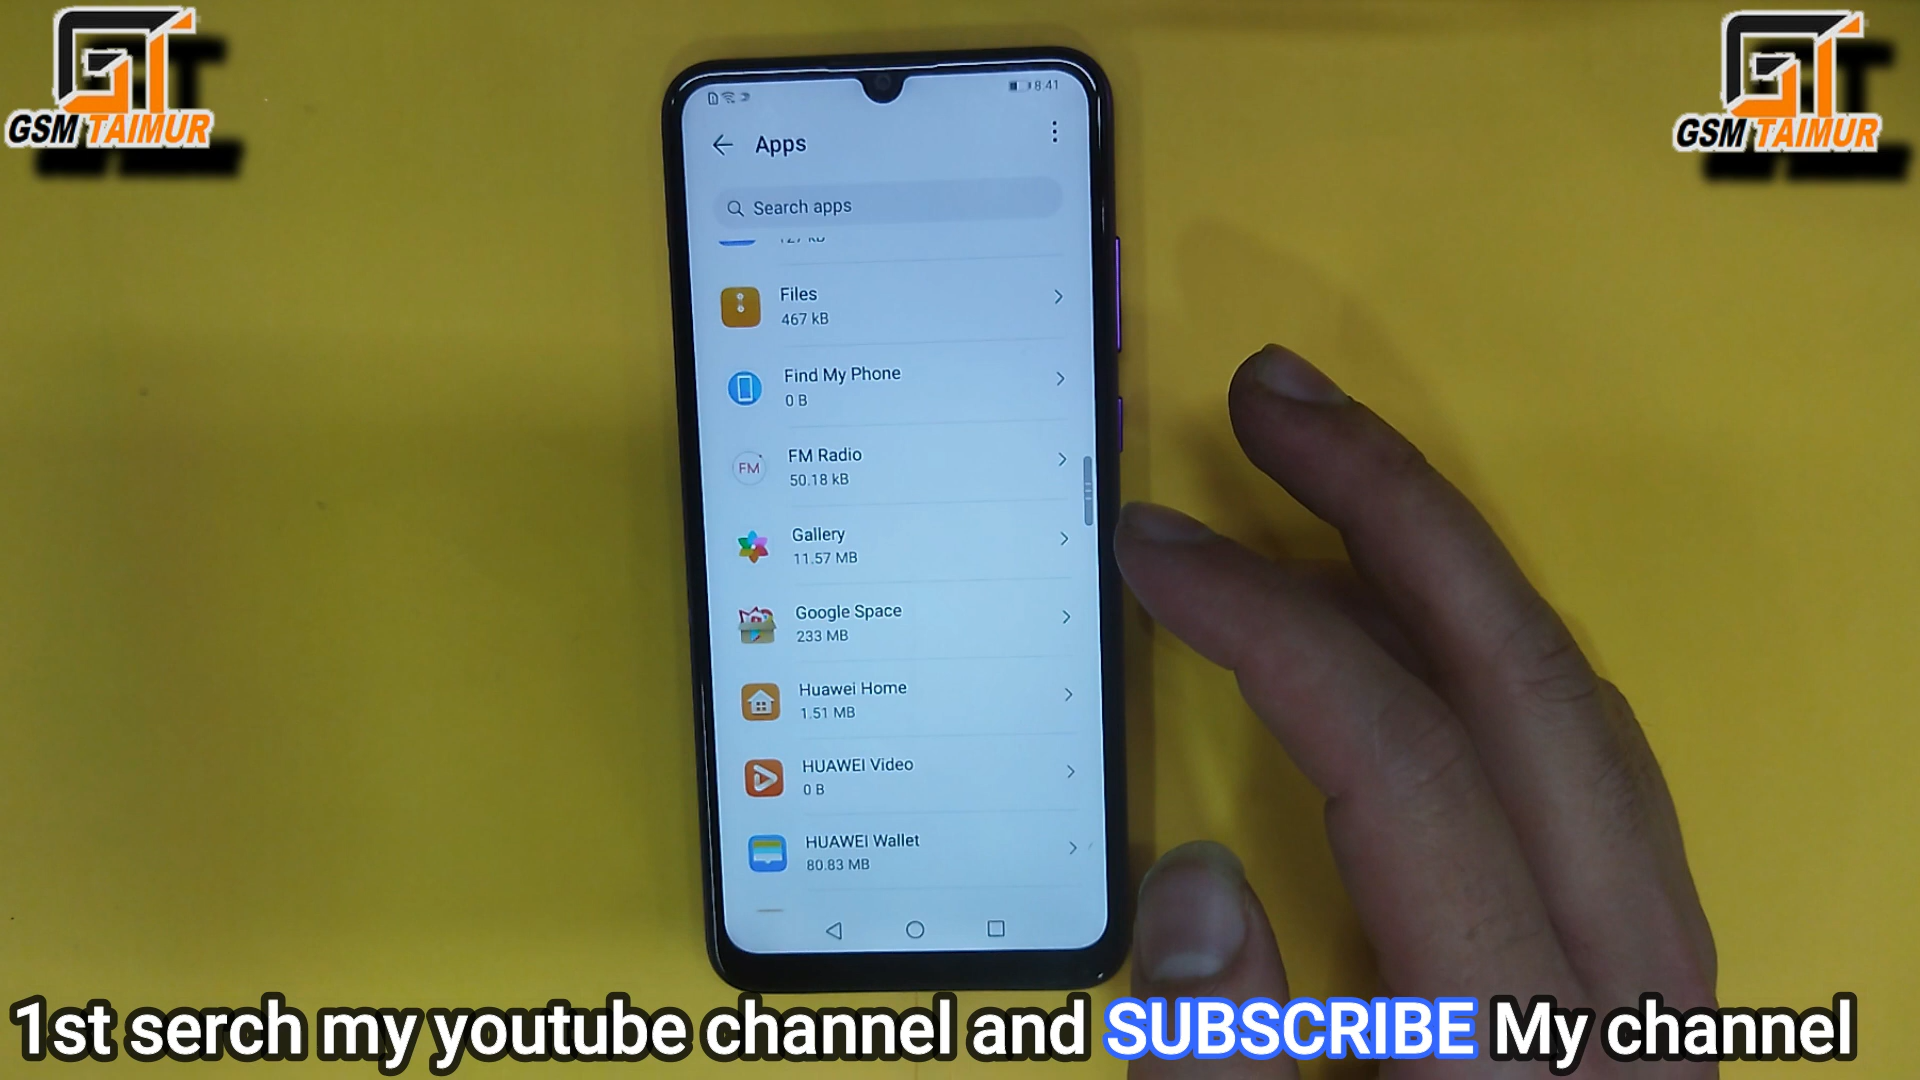 GSM TAIMUR
GSM TAIMUR
8:41
Apps
Search apps
127 kB
Files
467 kB
Find My Phone
0 B
FM
FM Radio
50.18 kB
Gallery
11.57 MB
Google Space
233 MB
Huawei Home
1.51 MB
HUAWEI Video
0 B
HUAWEI Wallet
80.83 MB
1st serch my youtube channel and SUBSCRIBE My channel